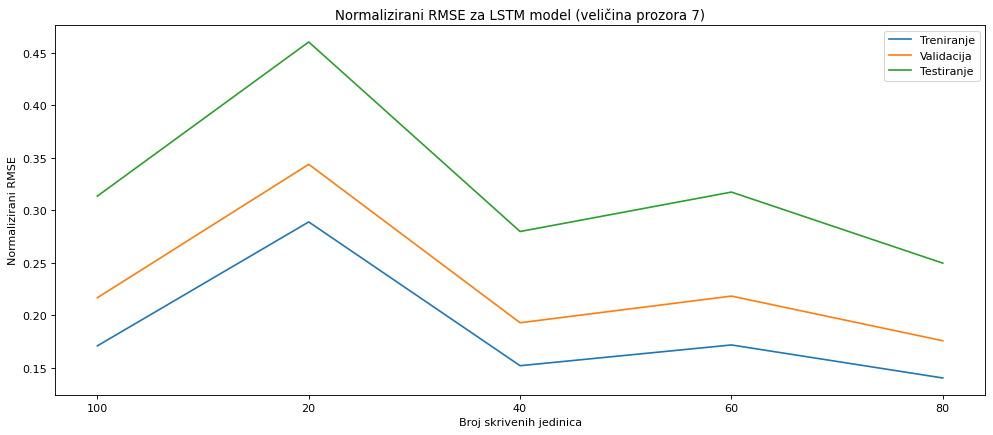 Normalizirani RMSE za LSTM model (veličina prozora 7)
Treniranje
Validacija
Testiranje
Normalizirani RMSE
0.45
0.40
0.35
0.30
0.25
0.20
0.15
100 20 40 60 80
Broj skrivenih jedinica